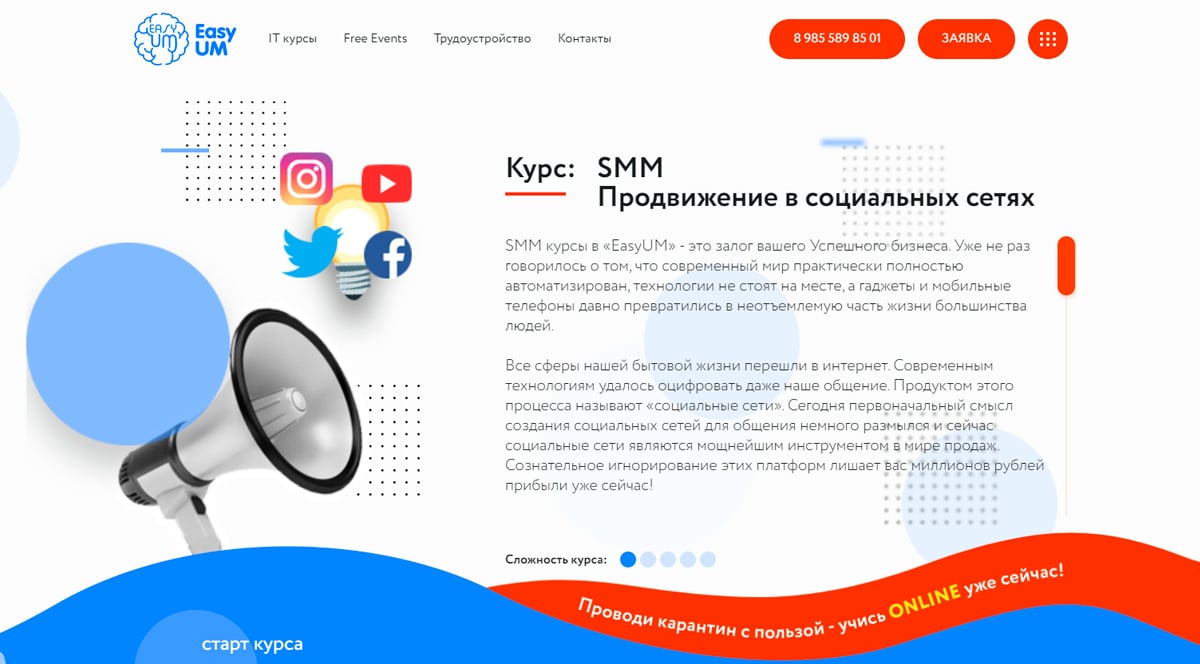 EASY UM
Easy
UM
IT курсы
Free Events
Трудоустройство
Контакты
8 985 589 85 01
ЗАЯВКА
Курс: SMM
Продвижение в социальных сетях
SMM курсы в «EasyUM» - это залог вашего Успешного бизнеса. Уже не раз
говорилось о том, что современный мир практически полностью
автоматизирован, технологии не стоят на месте, а гаджеты и мобильные
телефоны давно превратились в неотъемлемую часть жизни большинства
людей.
Все сферы нашей бытовой жизни перешли в интернет. Современным
технологиям удалось оцифровать даже наше общение. Продуктом этого
процесса называют «социальные сети». Сегодня первоначальный смысл
создания социальных сетей для общения немного размылся и сейчас
социальные сети являются мощнейшим инструментом в мире продаж.
Сознательное игнорирование этих платформ лишает вас миллионов рублей
прибыли уже сейчас!
Сложность курса:
Проводи карантин с пользой - учись ONLINE уже сейчас!
старт курса